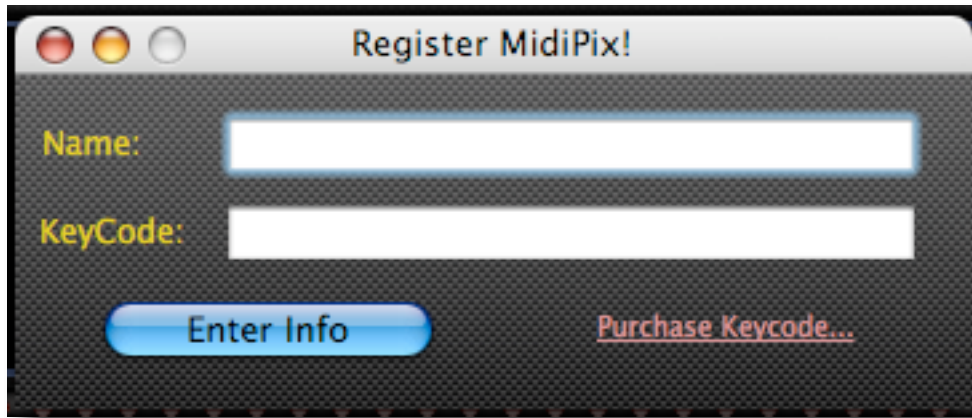 Register MidiPix!
Name:
KeyCode:
Enter Info
Purchase Keycode...